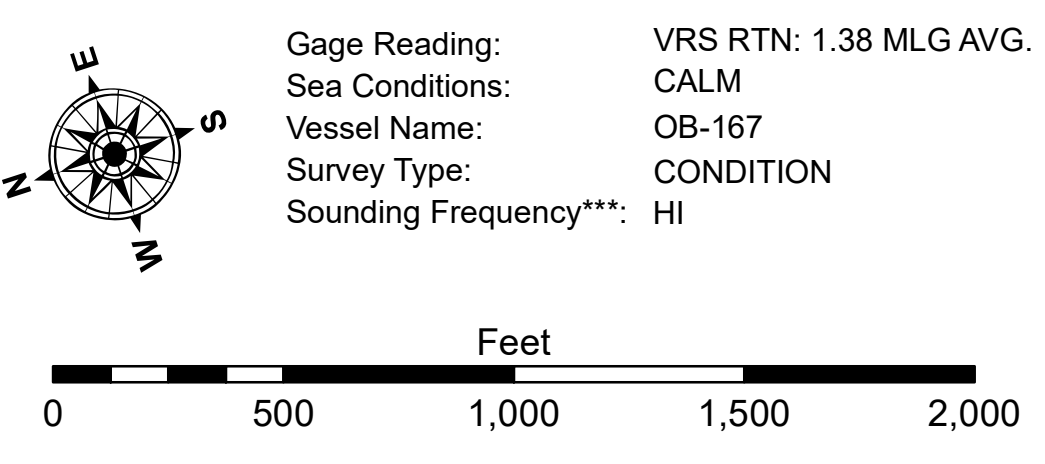 E
S
N
W
Gage Reading: VRS RTN: 1.38 MLG AVG.
Sea Conditions: CALM
Vessel Name: OB-167
Survey Type: CONDITION
Sounding Frequency***: HI
Feet
0 500 1,000 1,500 2,000